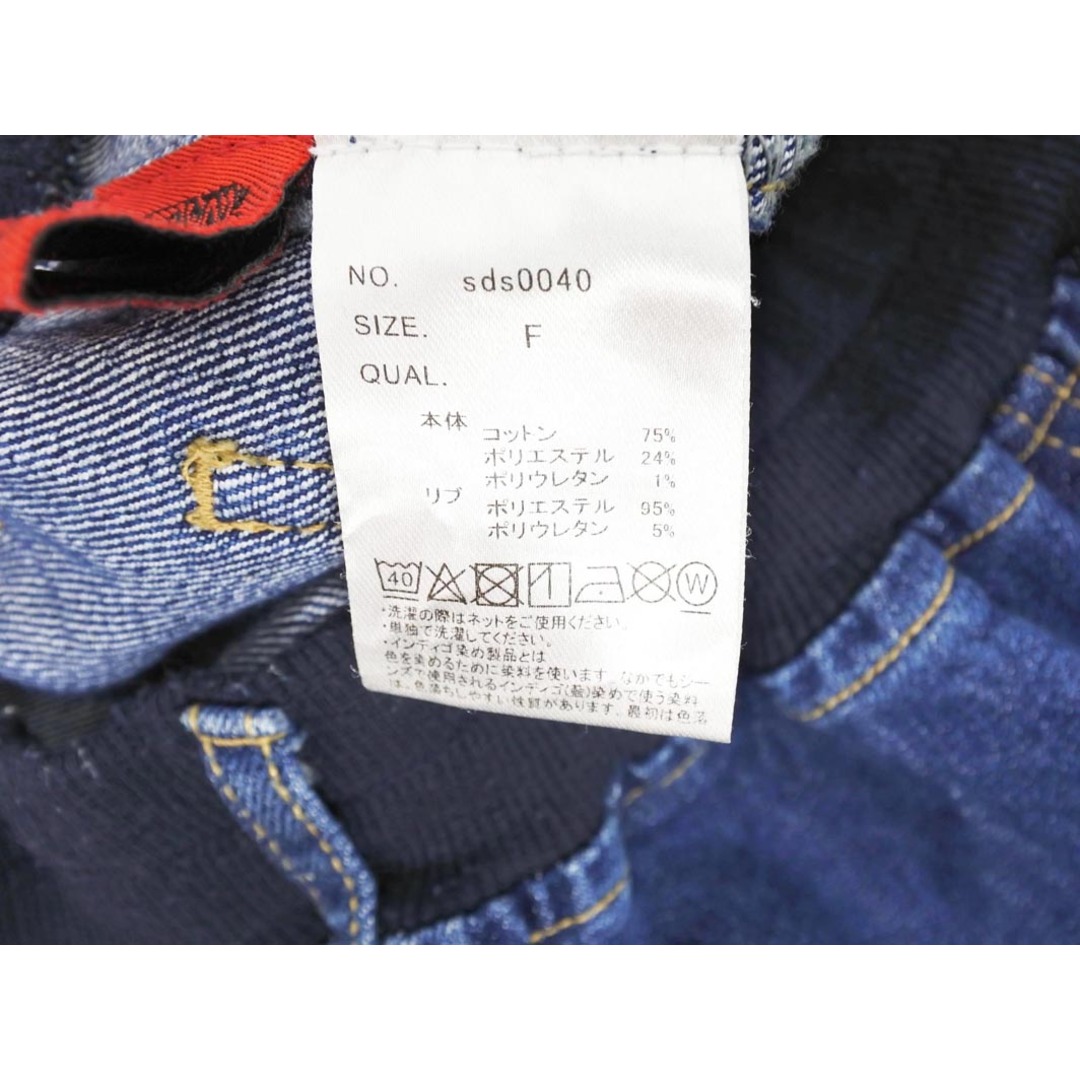 NO. sds0040
SIZE. F
QUAL.
本体 コットン 75%
ポリエステル 24%
ポリウレタン 1%
リブ ポリエステル 95%
ポリウレタン 5%
40 W
・洗濯の際はネットをご使用ください。
・単独で洗濯してください。
・インディゴ染め製品とは
色を染めるために染料を使います。なかでもジー
ンズで使用されるインディゴ(藍)染めで使う染料
は、色落ちしやすい性質があります。最初は色落